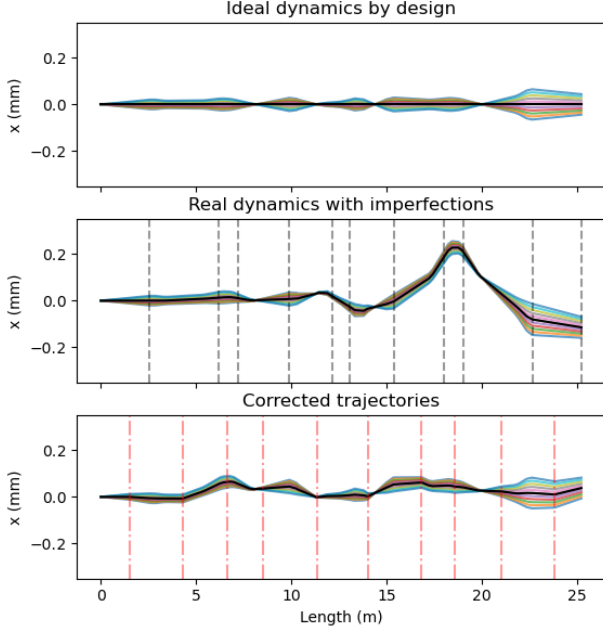 Ideal dynamics by design
0.2
0.0
−0.2
x (mm)
Real dynamics with imperfections
0.2
0.0
−0.2
x (mm)
Corrected trajectories
0.2
0.0
−0.2
x (mm)
0 5 10 15 20 25
Length (m)